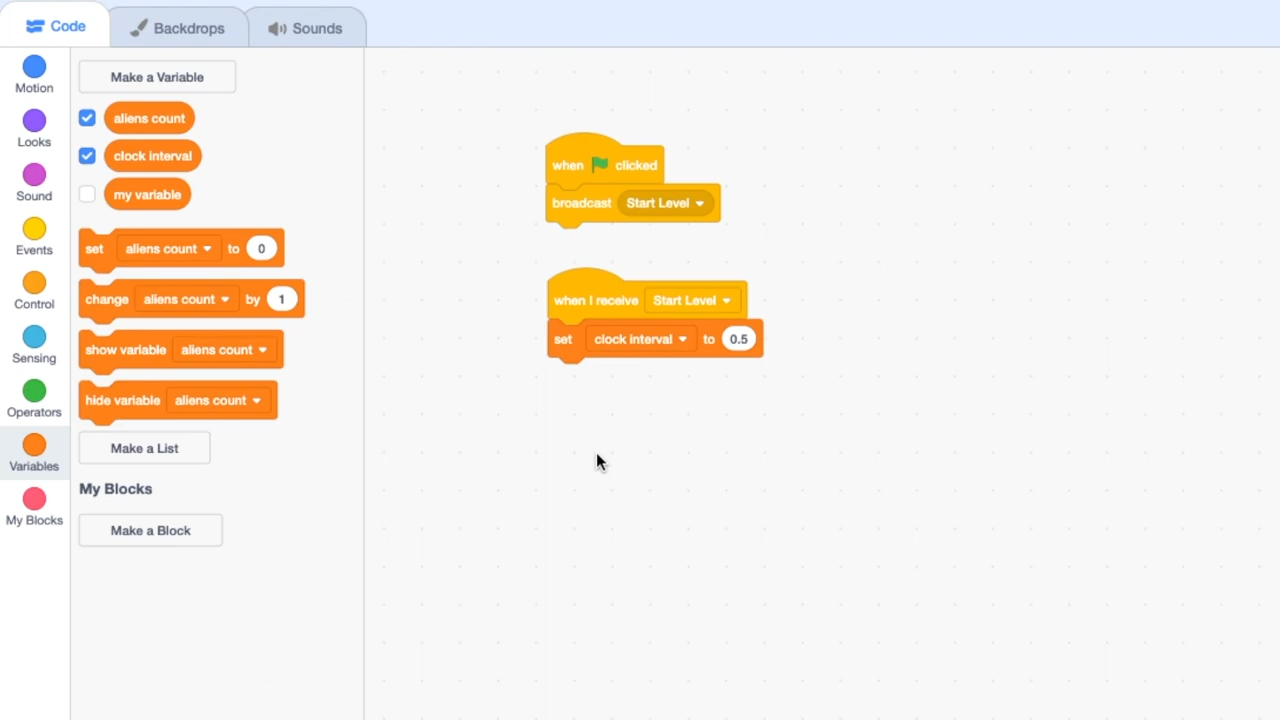 Code
Backdrops
Sounds
Motion
Looks
Sound
Events
Control
Sensing
Operators
Variables
My Blocks
Make a Variable
aliens count
clock interval
my variable
set aliens count to 0
change aliens count by 1
show variable aliens count
hide variable aliens count
Make a List
My Blocks
Make a Block
when clicked
broadcast Start Level
when I receive Start Level
set clock interval to 0.5